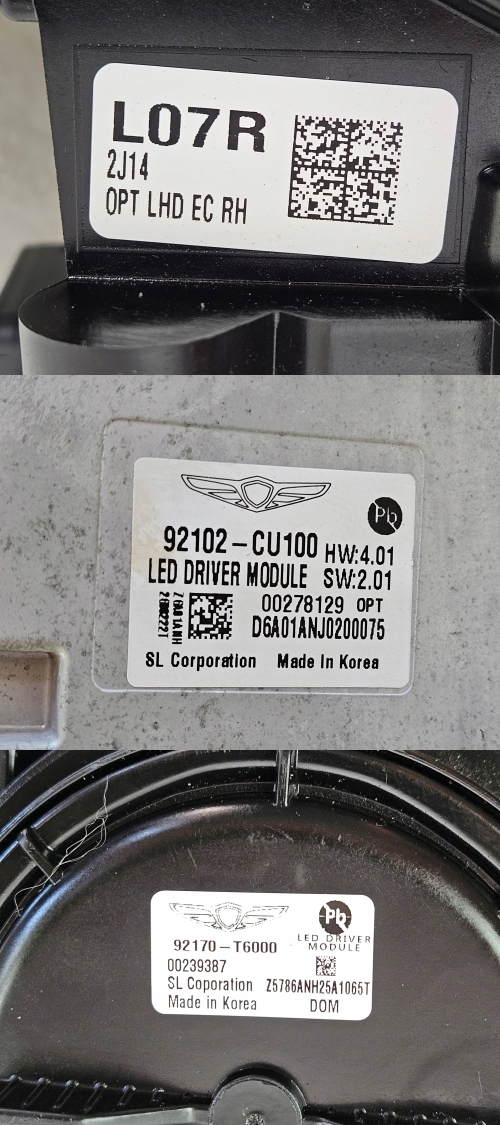 L07R
2J14
OPT LHD EC RH
Pb
92102-CU100 HW:4.01
LED DRIVER MODULE SW:2.01
00278129 OPT
D6A01ANJ0200075
SL Corporation Made in Korea
Pb
LED DRIVER
MODULE
92170-T6000
00239387
SL Coporation Z5786ANH25A1065T
Made in Korea DOM